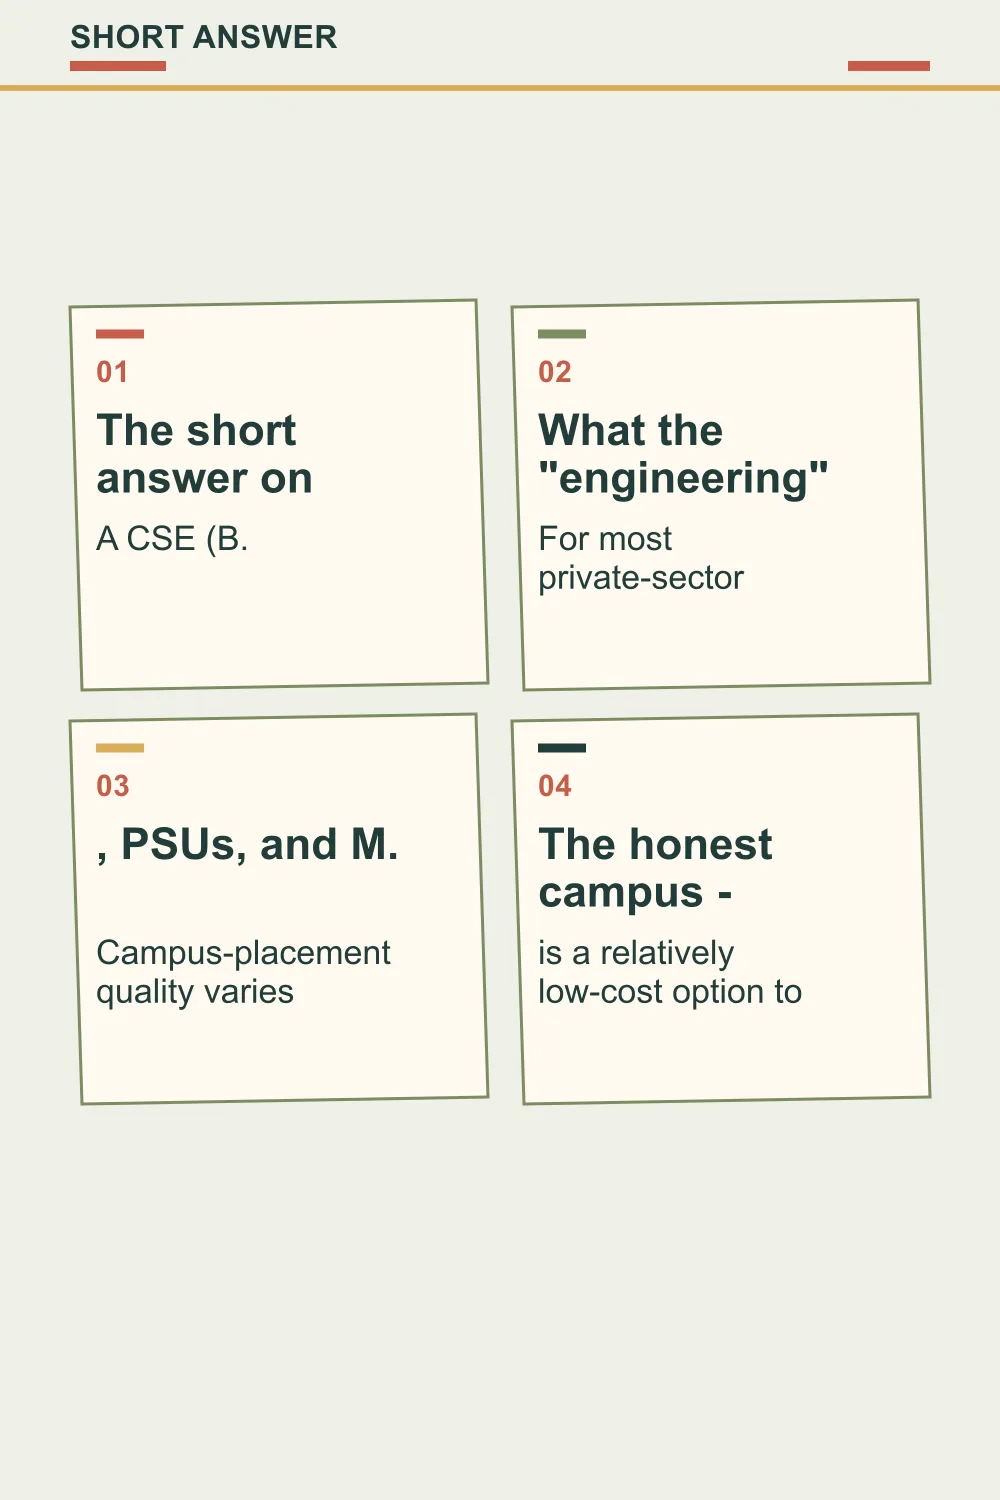 SHORT ANSWER
01
The short
answer on
A CSE (B.
02
What the
"engineering"
For most
private-sector
03
, PSUs, and M.
Campus-placement
quality varies
04
The honest
campus -
is a relatively
low-cost option to